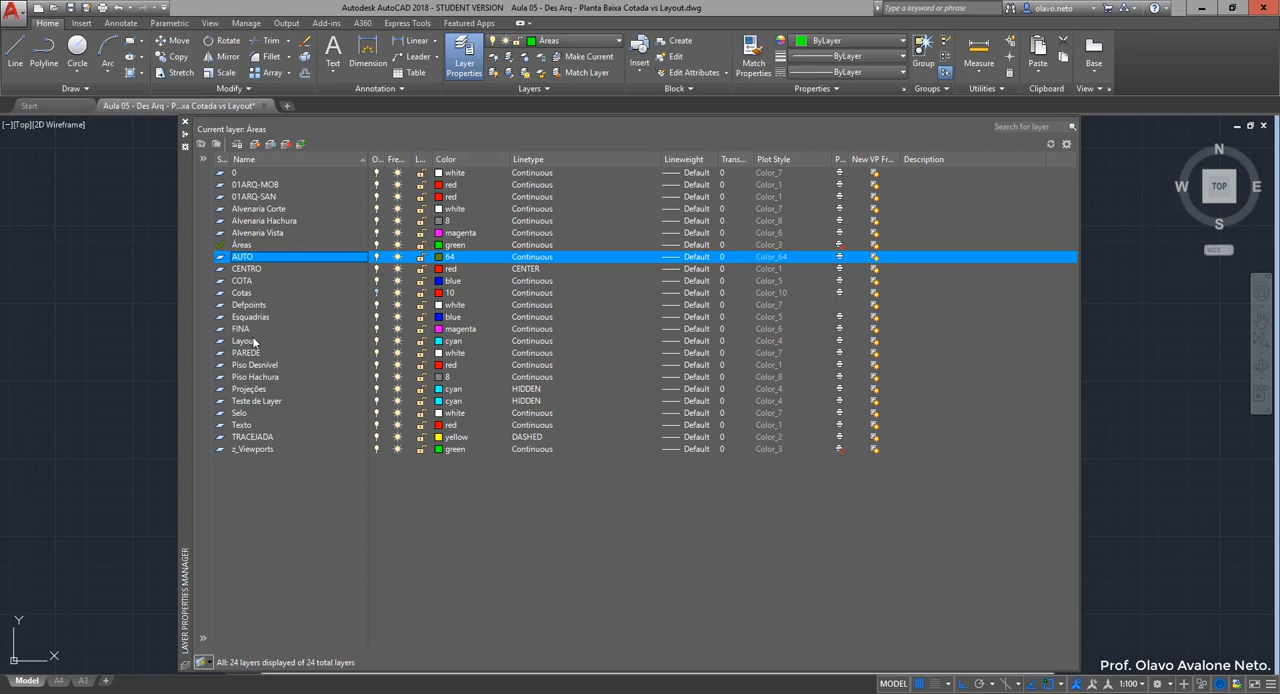 Autodesk AutoCAD 2018 - STUDENT VERSION Aula 05 - Des Arq - Planta Baixa Cotada vs Layout.dwg
Type a keyword or phrase
olavo.neto
Home Insert Annotate Parametric View Manage Output Add-ins A360 Express Tools Featured Apps
Line Polyline Circle Arc
Move Rotate Trim
Copy Mirror Fillet
Stretch Scale Array
Text Dimension
Linear
Leader
Table
Layer Properties
Áreas
Make Current
Match Layer
Insert
Create
Edit
Edit Attributes
Match Properties
ByLayer
ByLayer
ByLayer
Group Measure Paste Base
Draw Modify Annotation Layers Block Properties Groups Utilities Clipboard View
Start
Aula 05 - Des Arq - P...xa Cotada vs Layout*
[−][Top][2D Wireframe]
Current layer: Áreas
Search for layer
S... Name O... Fre... L... Color Linetype Lineweight Trans... Plot Style P... New VP Fr... Description
0 white Continuous Default 0 Color_7
01ARQ-MOB red Continuous Default 0 Color_1
01ARQ-SAN red Continuous Default 0 Color_1
Alvenaria Corte white Continuous Default 0 Color_7
Alvenaria Hachura 8 Continuous Default 0 Color_8
Alvenaria Vista magenta Continuous Default 0 Color_6
Áreas green Continuous Default 0 Color_3
AUTO 64 Continuous Default 0 Color_64
CENTRO red CENTER Default 0 Color_1
COTA blue Continuous Default 0 Color_5
Cotas 10 Continuous Default 0 Color_10
Defpoints white Continuous Default 0 Color_7
Esquadrias blue Continuous Default 0 Color_5
FINA magenta Continuous Default 0 Color_6
Layout cyan Continuous Default 0 Color_4
PAREDE white Continuous Default 0 Color_7
Piso Desnível red Continuous Default 0 Color_1
Piso Hachura 8 Continuous Default 0 Color_8
Projeções cyan HIDDEN Default 0 Color_4
Teste de Layer cyan HIDDEN Default 0 Color_4
Selo white Continuous Default 0 Color_7
Texto red Continuous Default 0 Color_1
TRACEJADA yellow DASHED Default 0 Color_2
z_Viewports green Continuous Default 0 Color_3
N
W TOP E
S
WCS
LAYER PROPERTIES MANAGER
Y
X
All: 24 layers displayed of 24 total layers
Prof. Olavo Avalone Neto.
Model A4 A3 +
MODEL
1:100